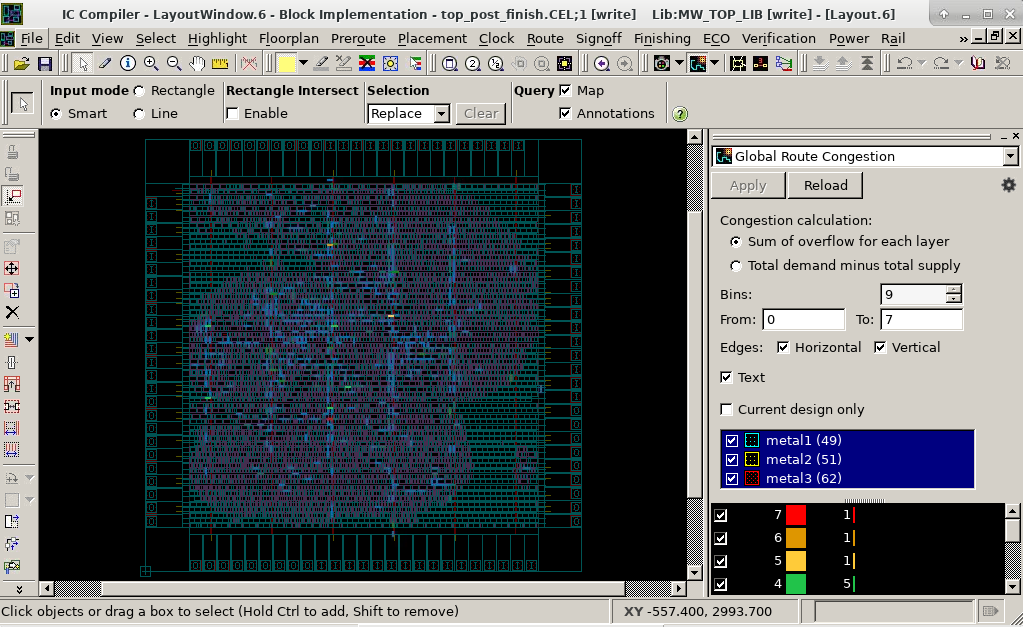 IC Compiler - LayoutWindow.6 - Block Implementation - top_post_finish.CEL;1 [write]    Lib:MW_TOP_LIB [write] - [Layout.6]
File Edit View Select Highlight Floorplan Preroute Placement Clock Route Signoff Finishing ECO Verification Power Rail »
Input mode Rectangle Rectangle Intersect Selection Query Map
Smart Line Enable Replace Clear Annotations
Global Route Congestion
Apply Reload
Congestion calculation:
Sum of overflow for each layer
Total demand minus total supply
Bins: 9
From: 0 To: 7
Edges: Horizontal Vertical
Text
Current design only
metal1 (49)
metal2 (51)
metal3 (62)
7 1
6 1
5 1
4 5
Click objects or drag a box to select (Hold Ctrl to add, Shift to remove) XY -557.400, 2993.700